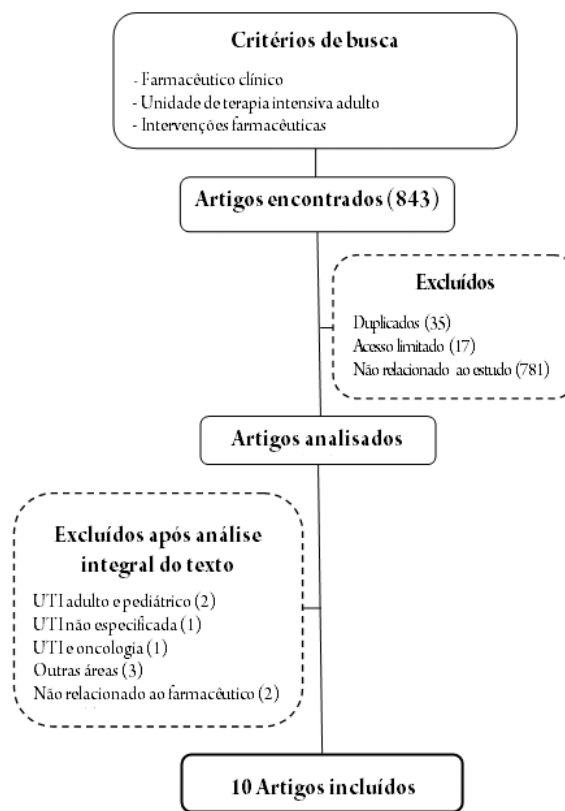 Critérios de busca
- Farmacêutico clínico
- Unidade de terapia intensiva adulto
- Intervenções farmacêuticas
Artigos encontrados (843)
Excluídos
Duplicados (35)
Acesso limitado (17)
Não relacionado ao estudo (781)
Artigos analisados
Excluídos após análise
integral do texto
UTI adulto e pediátrico (2)
UTI não especificada (1)
UTI e oncologia (1)
Outras áreas (3)
Não relacionado ao farmacêutico (2)
10 Artigos incluídos